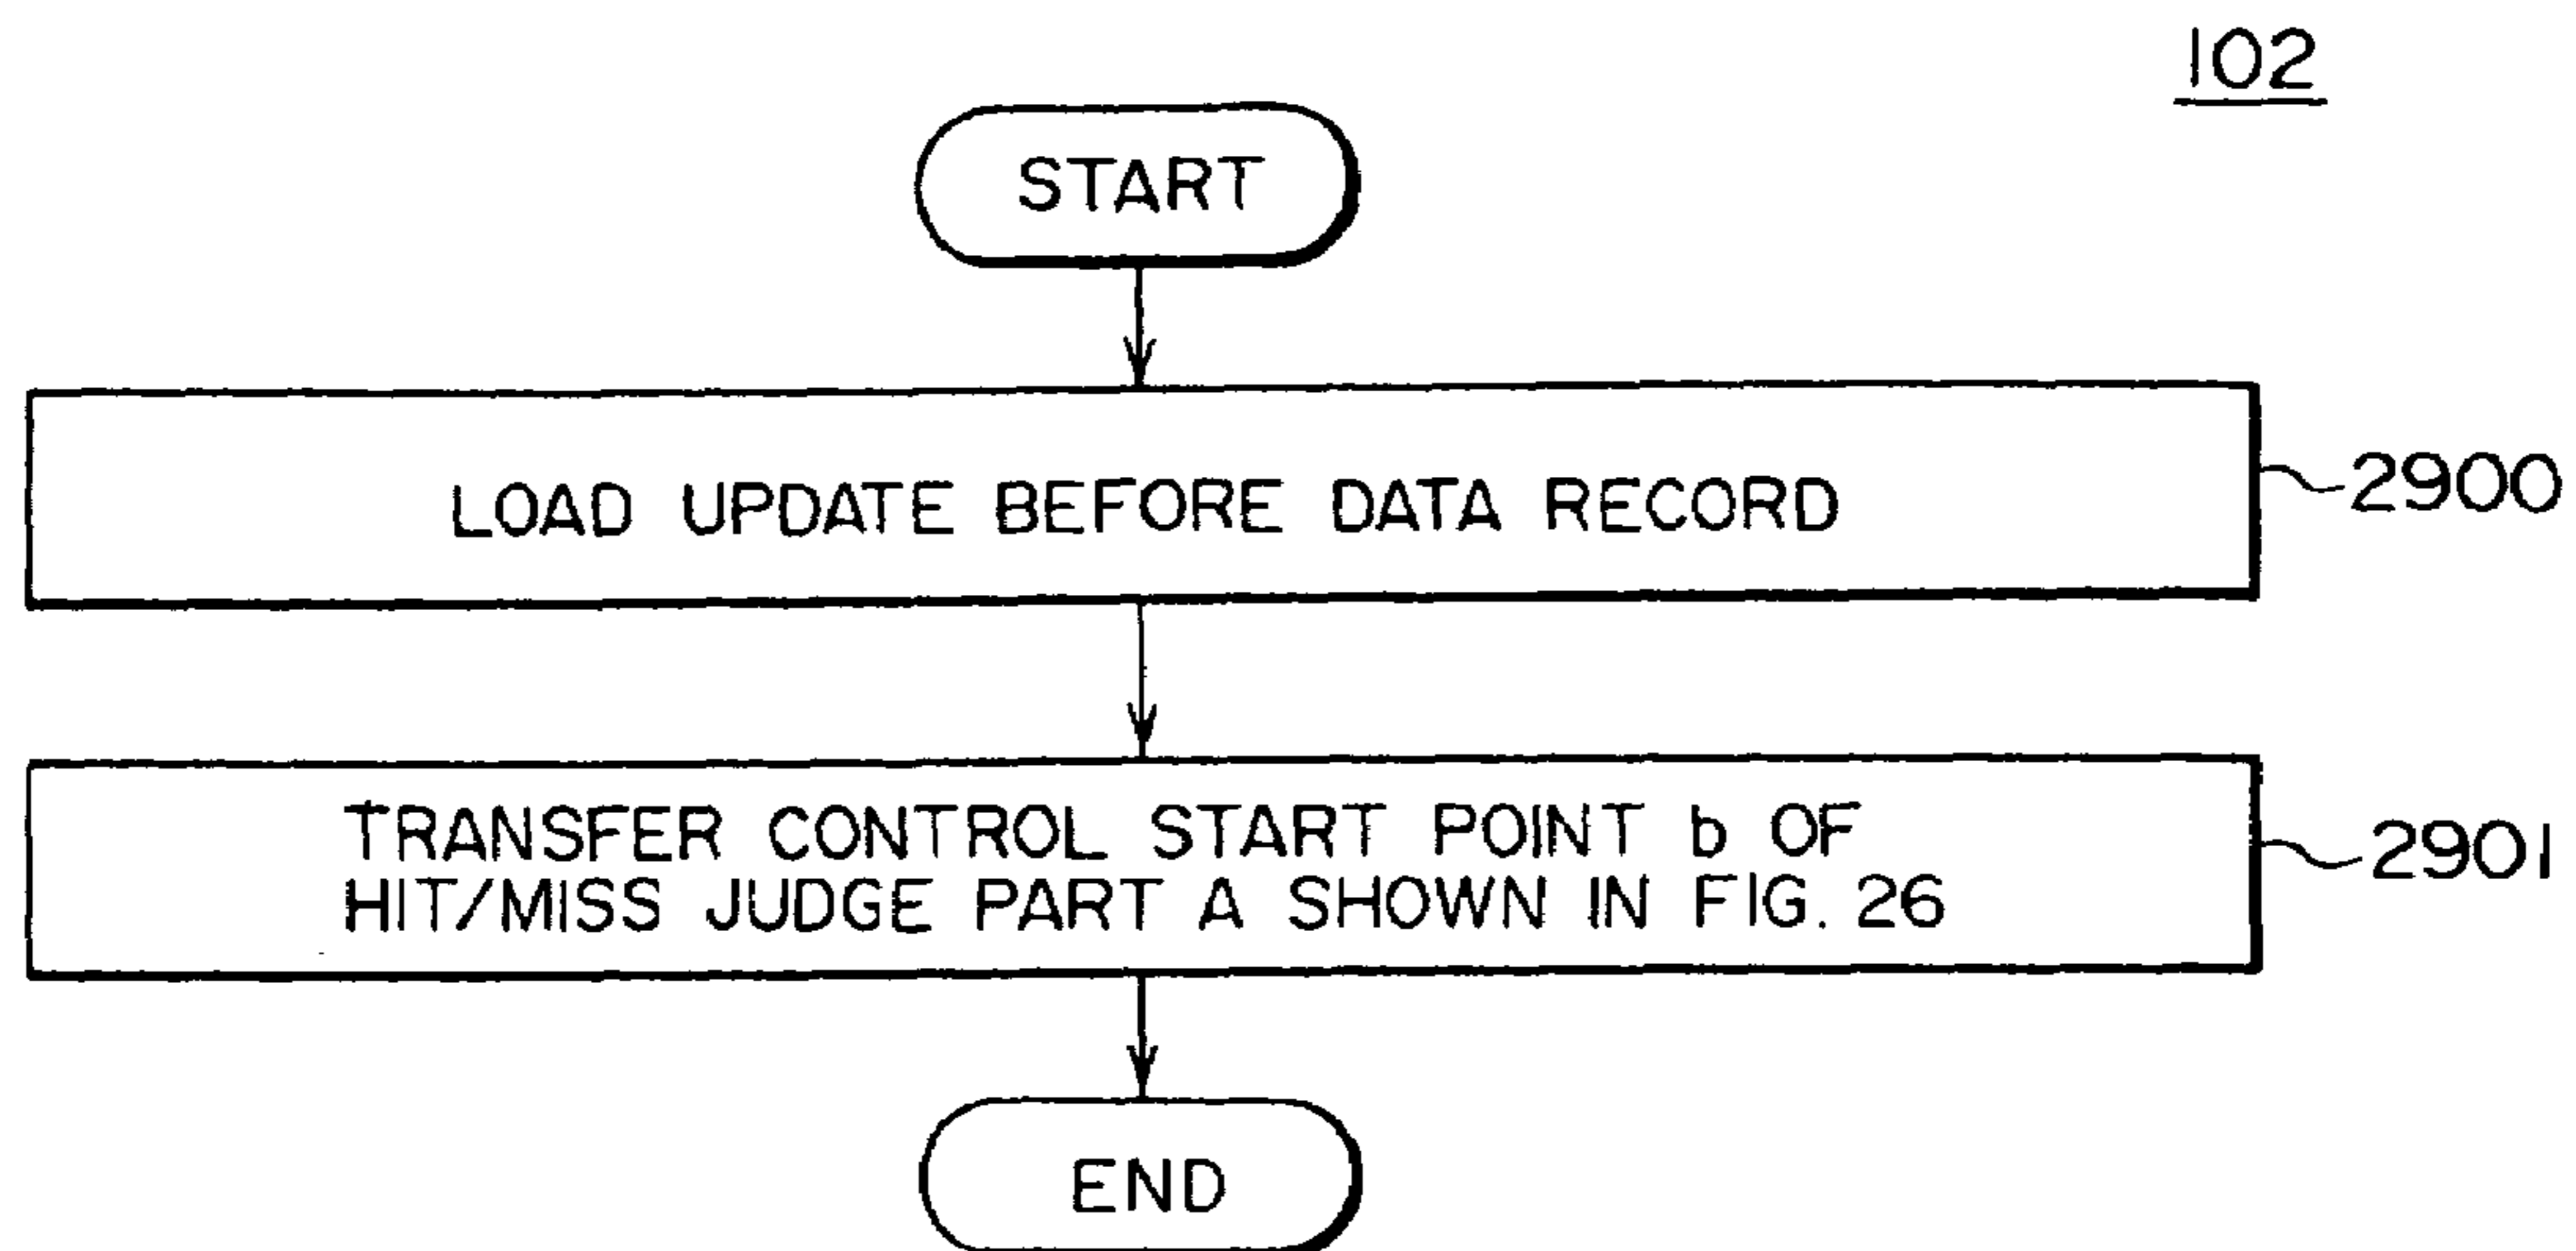 102
START
LOAD UPDATE BEFORE DATA RECORD
2900
TRANSFER CONTROL START POINT b OF
HIT/MISS JUDGE PART A SHOWN IN FIG. 26
2901
END